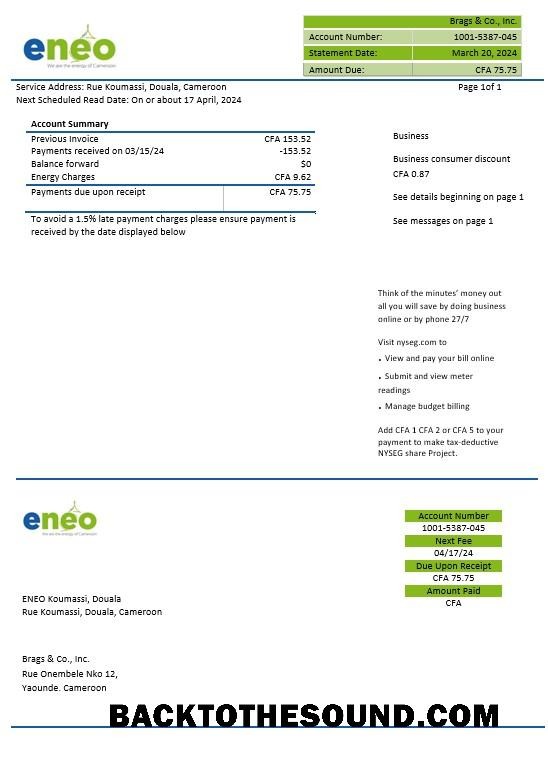 eneo
We are the energy of Cameroon
Brags & Co., Inc.
Account Number: 1001-5387-045
Statement Date: March 20, 2024
Amount Due: CFA 75.75
Service Address: Rue Koumassi, Douala, Cameroon
Page 1of 1
Next Scheduled Read Date: On or about 17 April, 2024
Account Summary
Previous Invoice CFA 153.52
Payments received on 03/15/24 -153.52
Balance forward $0
Energy Charges CFA 9.62
Payments due upon receipt CFA 75.75
To avoid a 1.5% late payment charges please ensure payment is
received by the date displayed below
Business
Business consumer discount
CFA 0.87
See details beginning on page 1
See messages on page 1
Think of the minutes’ money out
all you will save by doing business
online or by phone 27/7
Visit nyseg.com to
• View and pay your bill online
• Submit and view meter
readings
• Manage budget billing
Add CFA 1 CFA 2 or CFA 5 to your
payment to make tax-deductive
NYSEG share Project.
eneo
We are the energy of Cameroon
Account Number
1001-5387-045
Next Fee
04/17/24
Due Upon Receipt
CFA 75.75
Amount Paid
CFA
ENEO Koumassi, Douala
Rue Koumassi, Douala, Cameroon
Brags & Co., Inc.
Rue Onembele Nko 12,
Yaounde. Cameroon
BACKTOTHESOUND.COM